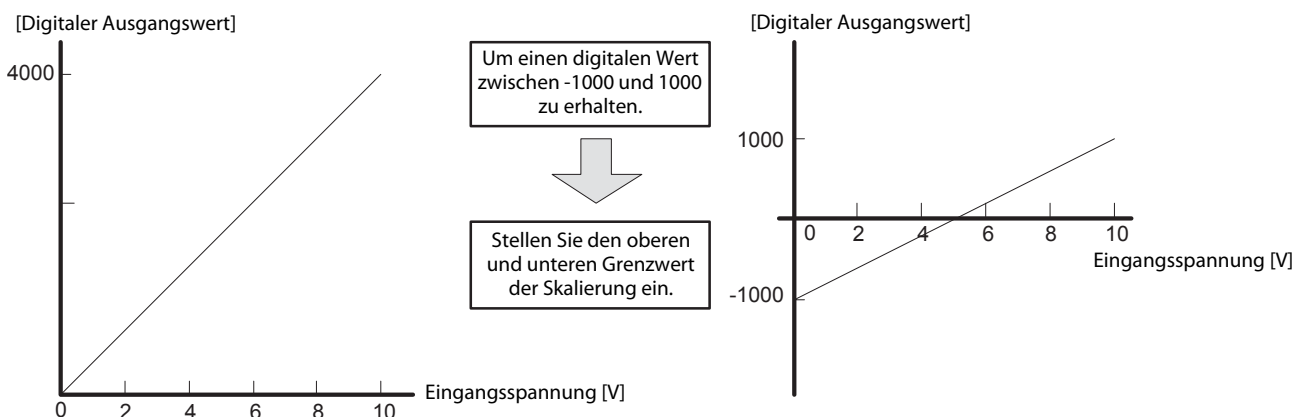 [Digitaler Ausgangswert]
4000
0 2 4 6 8 10
Eingangsspannung [V]
Um einen digitalen Wert
zwischen -1000 und 1000
zu erhalten.
Stellen Sie den oberen
und unteren Grenzwert
der Skalierung ein.
[Digitaler Ausgangswert]
1000
0 2 4 6 8 10
Eingangsspannung [V]
-1000